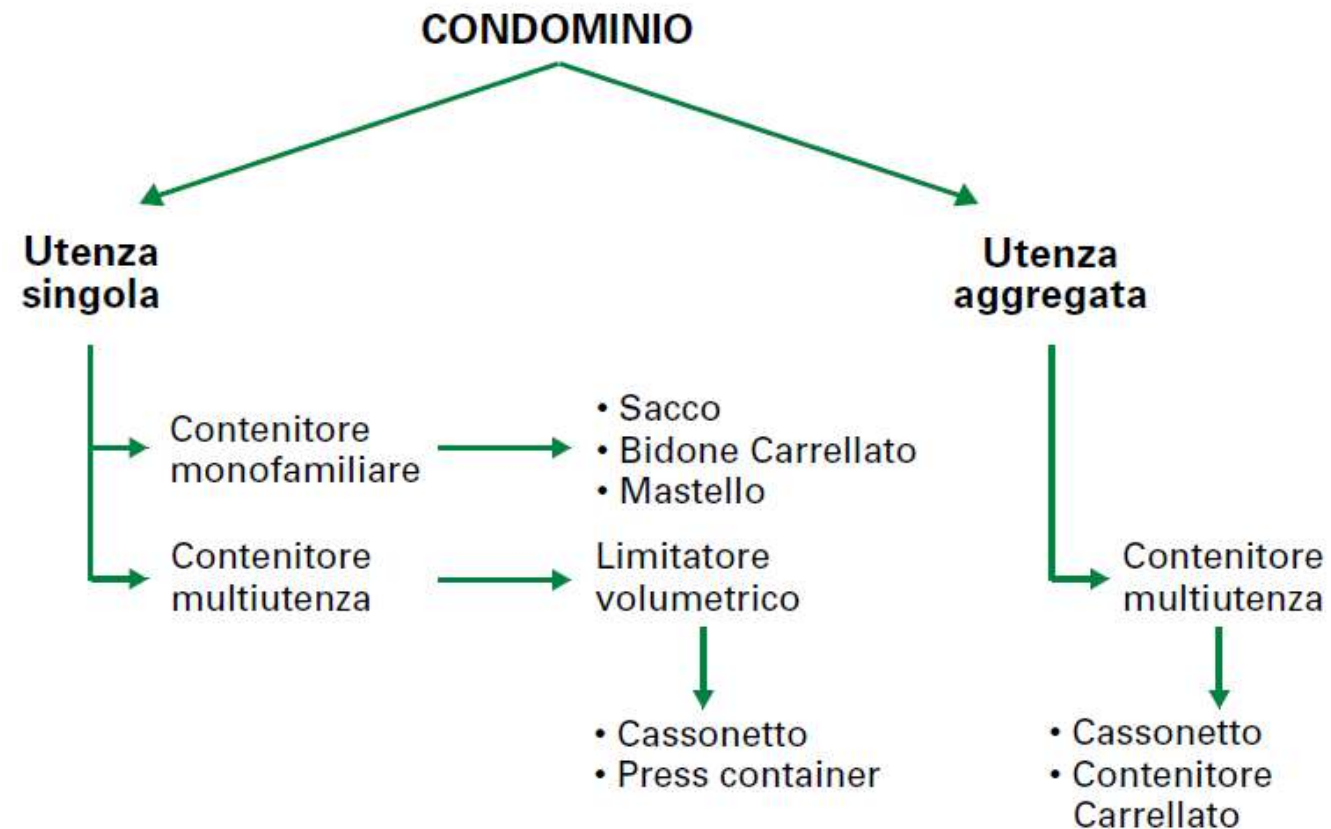 CONDOMINIO
Utenza
singola
Utenza
aggregata
Contenitore
monofamiliare
• Sacco
• Bidone Carrellato
• Mastello
Contenitore
multiutenza
Limitatore
volumetrico
Contenitore
multiutenza
• Cassonetto
• Press container
• Cassonetto
• Contenitore
Carrellato